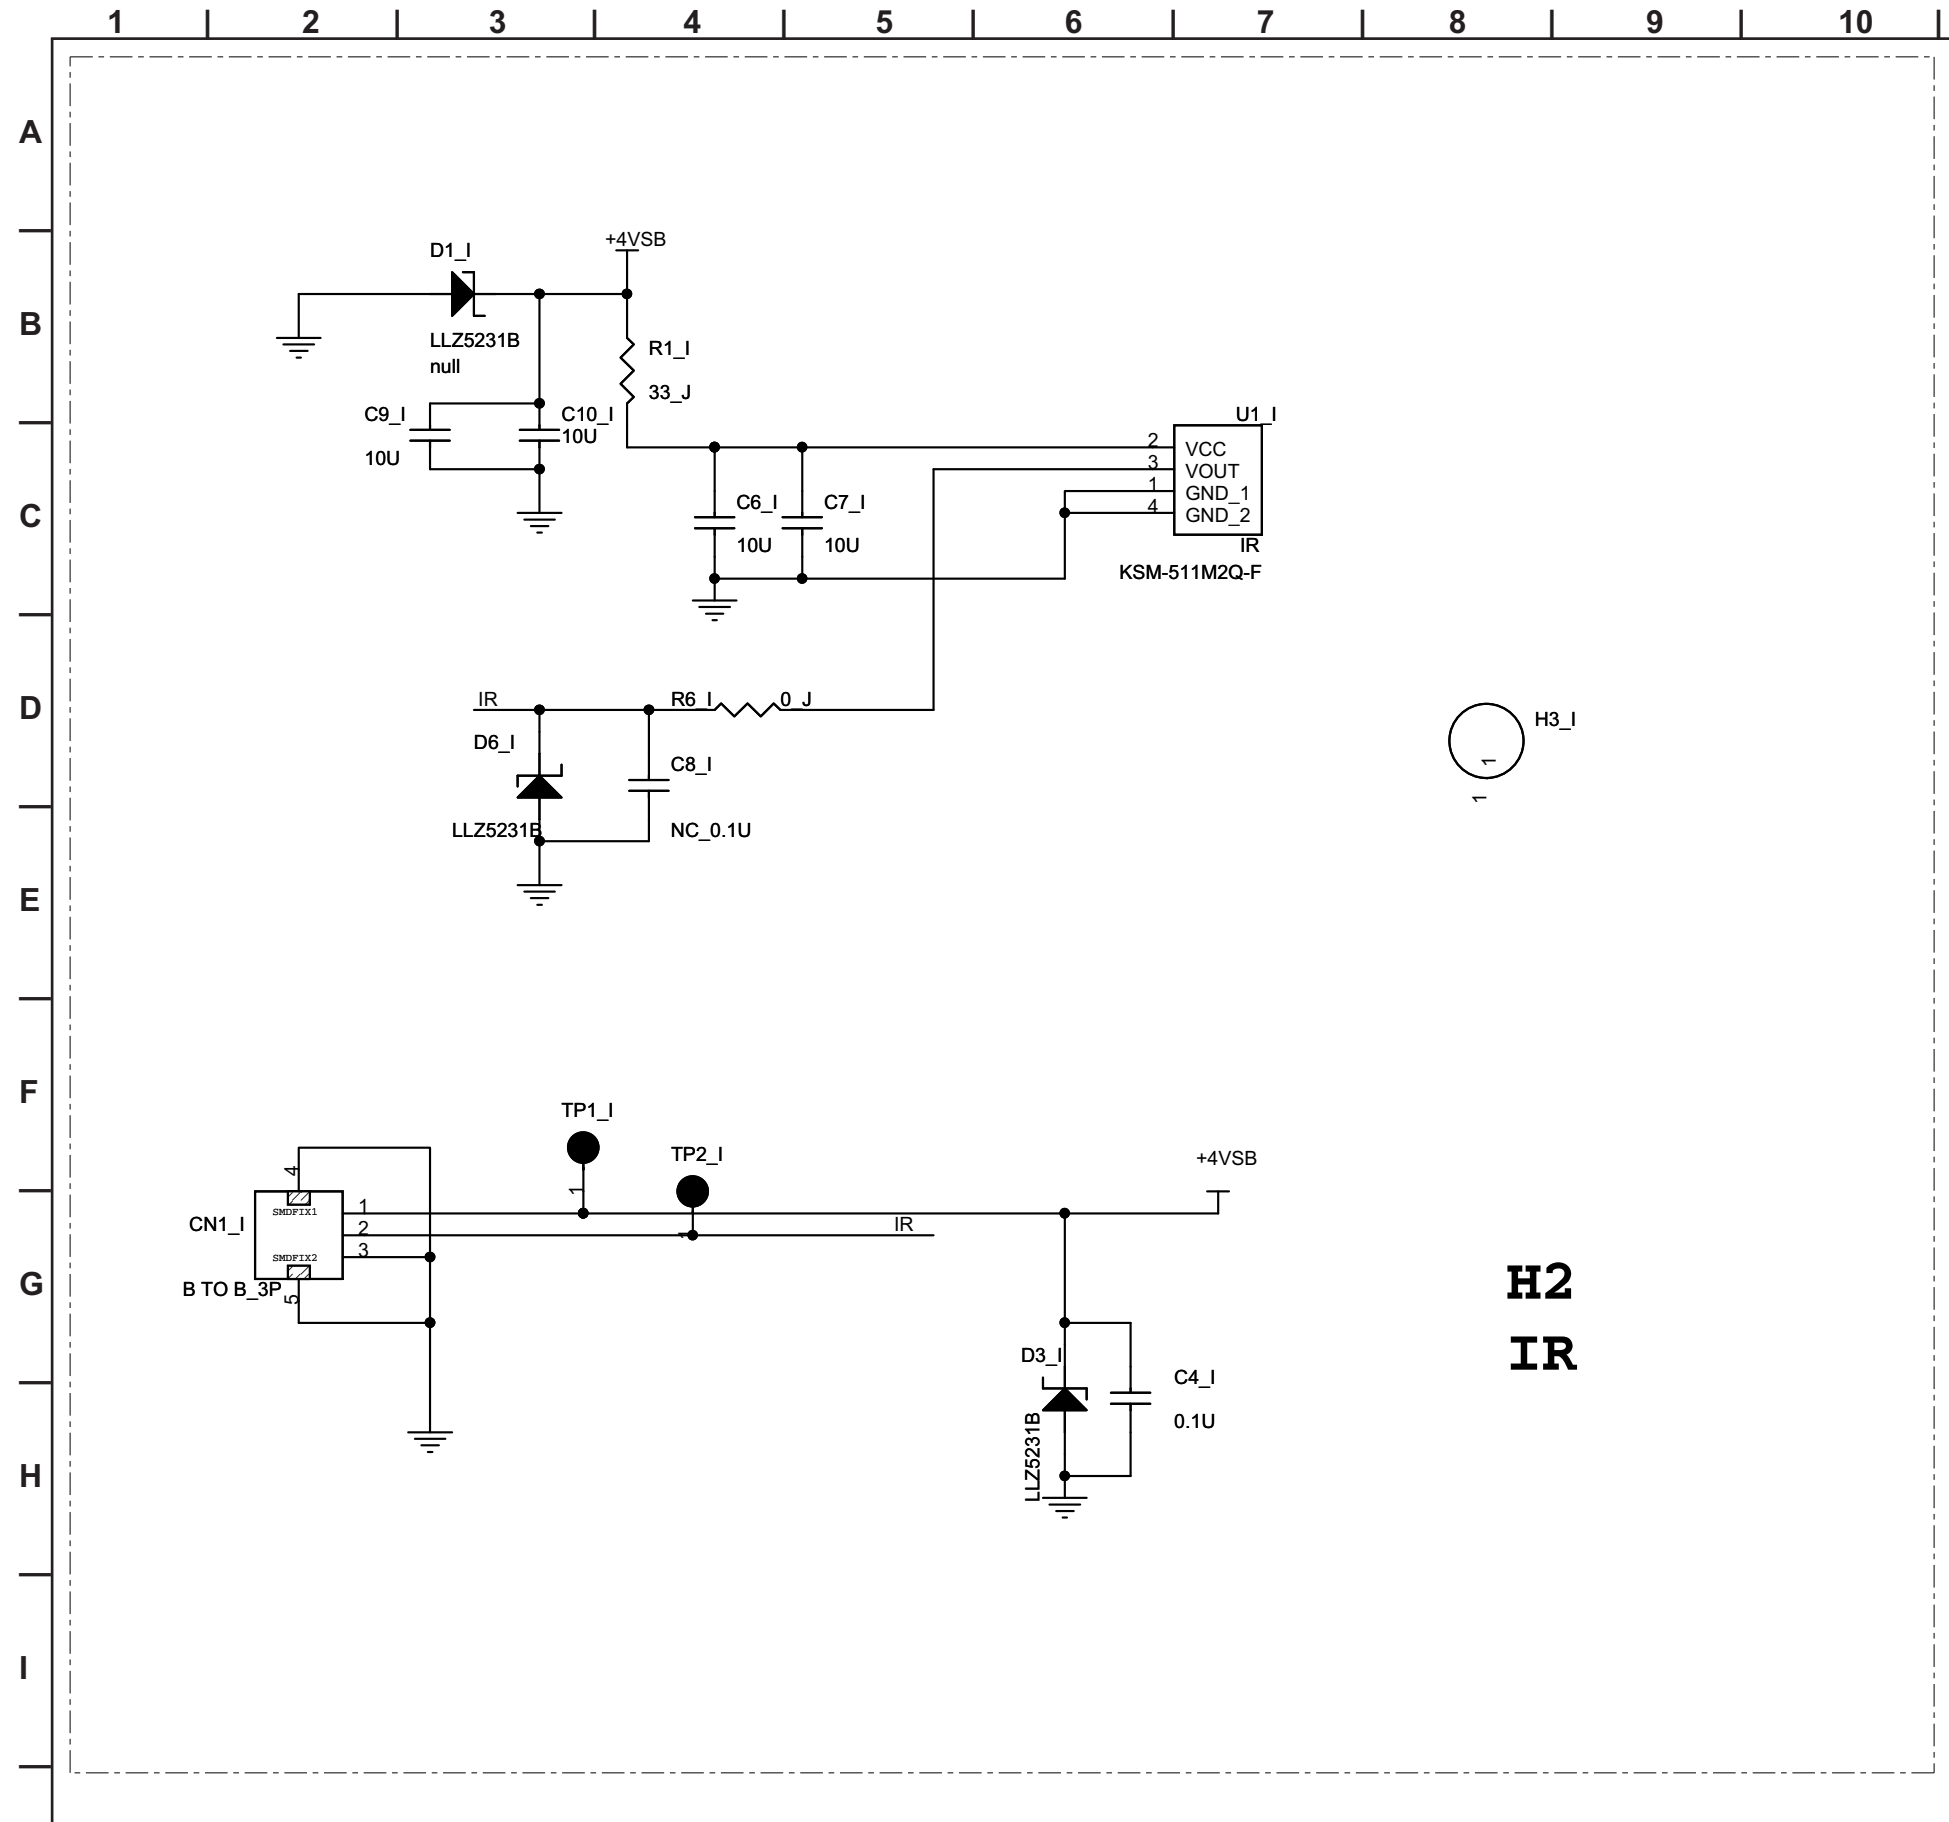 1 2 3 4 5 6 7 8 9 10
A
+4VSB
D1_I
B
LLZ5231B
null
R1_I
33_J
C9_I
10U
C10_I
10U
U1_I
2 VCC
3 VOUT
1 GND_1
4 GND_2
IR
KSM-511M2Q-F
C
C6_I
10U
C7_I
10U
D
IR
R6_I
0_J
D6_I
C8_I
LLZ5231B
NC_0.1U
H3_I
1
1
E
F
TP1_I
1
TP2_I
1
+4VSB
4
CN1_I
SMDFIX1
SMDFIX2
1
2
3
IR
B TO B_3P
5
G
H2
IR
D3_I
LLZ5231B
C4_I
0.1U
H
I